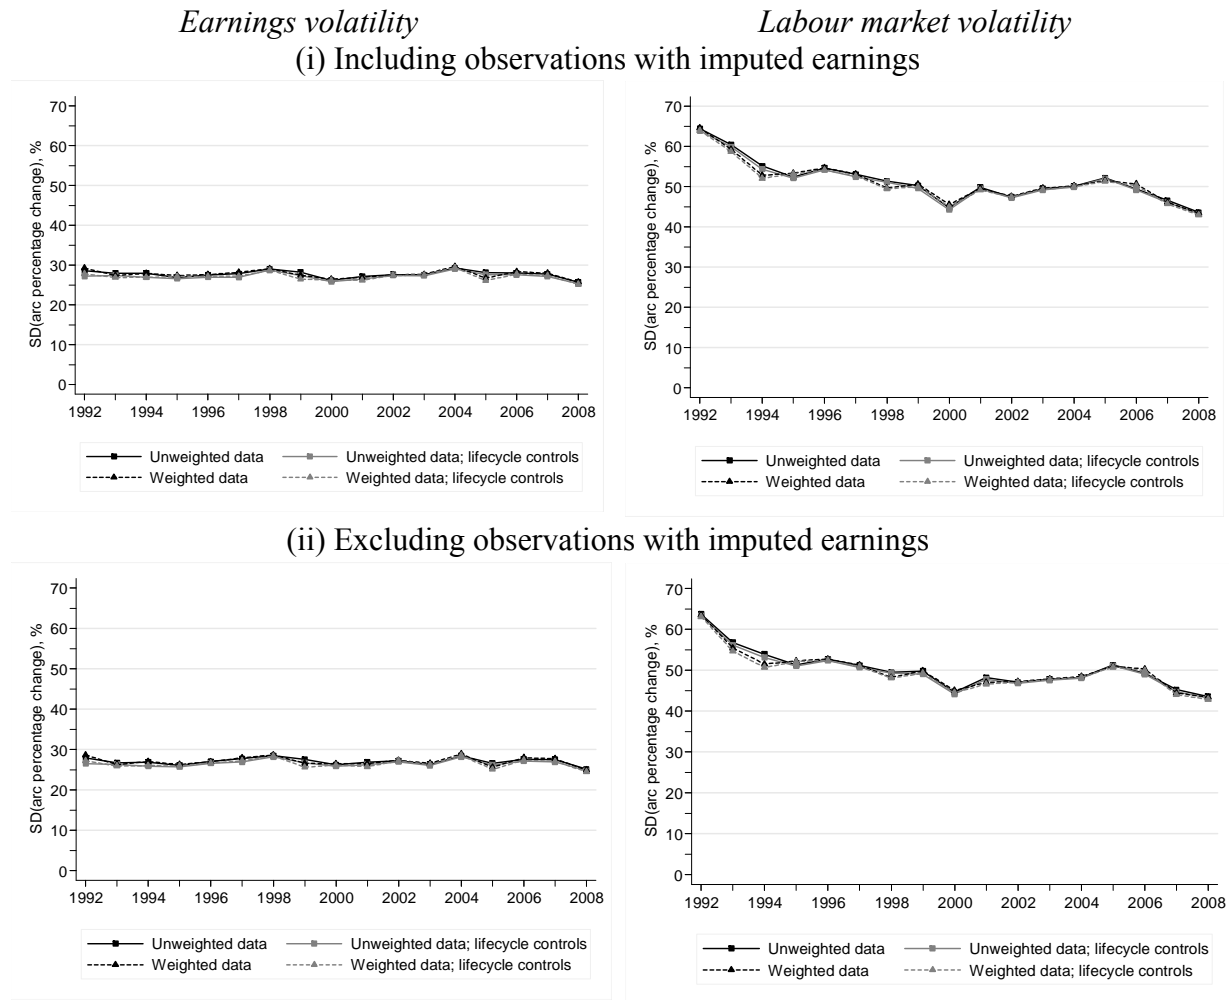 Earnings volatility
Labour market volatility
(i) Including observations with imputed earnings
SD(arc percentage change), %
70
60
50
40
30
20
10
0
1992 1994 1996 1998 2000 2002 2004 2006 2008
Unweighted data Unweighted data; lifecycle controls
Weighted data Weighted data; lifecycle controls
SD(arc percentage change), %
70
60
50
40
30
20
10
0
1992 1994 1996 1998 2000 2002 2004 2006 2008
Unweighted data Unweighted data; lifecycle controls
Weighted data Weighted data; lifecycle controls
(ii) Excluding observations with imputed earnings
SD(arc percentage change), %
70
60
50
40
30
20
10
0
1992 1994 1996 1998 2000 2002 2004 2006 2008
Unweighted data Unweighted data; lifecycle controls
Weighted data Weighted data; lifecycle controls
SD(arc percentage change), %
70
60
50
40
30
20
10
0
1992 1994 1996 1998 2000 2002 2004 2006 2008
Unweighted data Unweighted data; lifecycle controls
Weighted data Weighted data; lifecycle controls